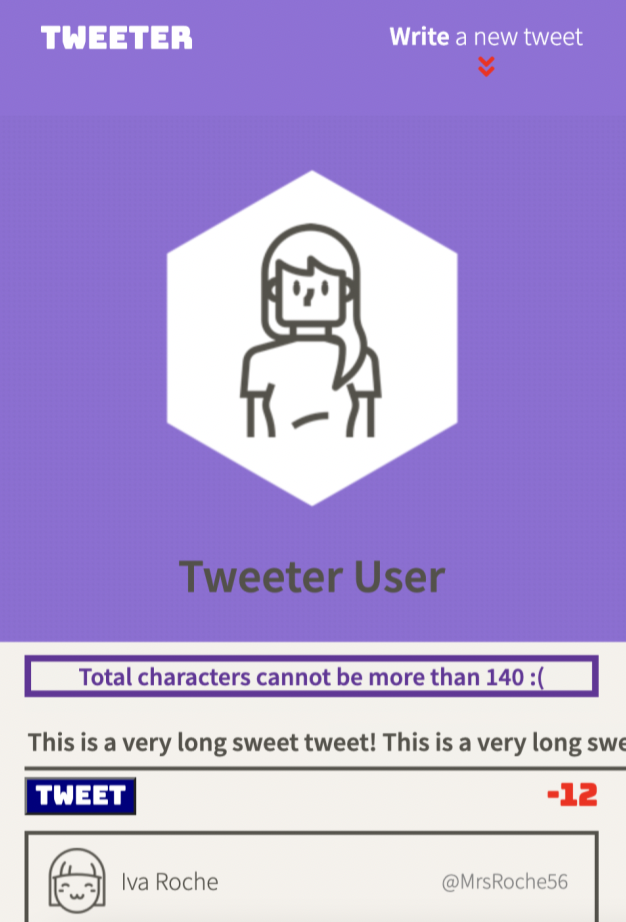 TWEETER
Write a new tweet
Tweeter User
Total characters cannot be more than 140 :(
This is a very long sweet tweet! This is a very long swe
TWEET
-12
Iva Roche
@MrsRoche56